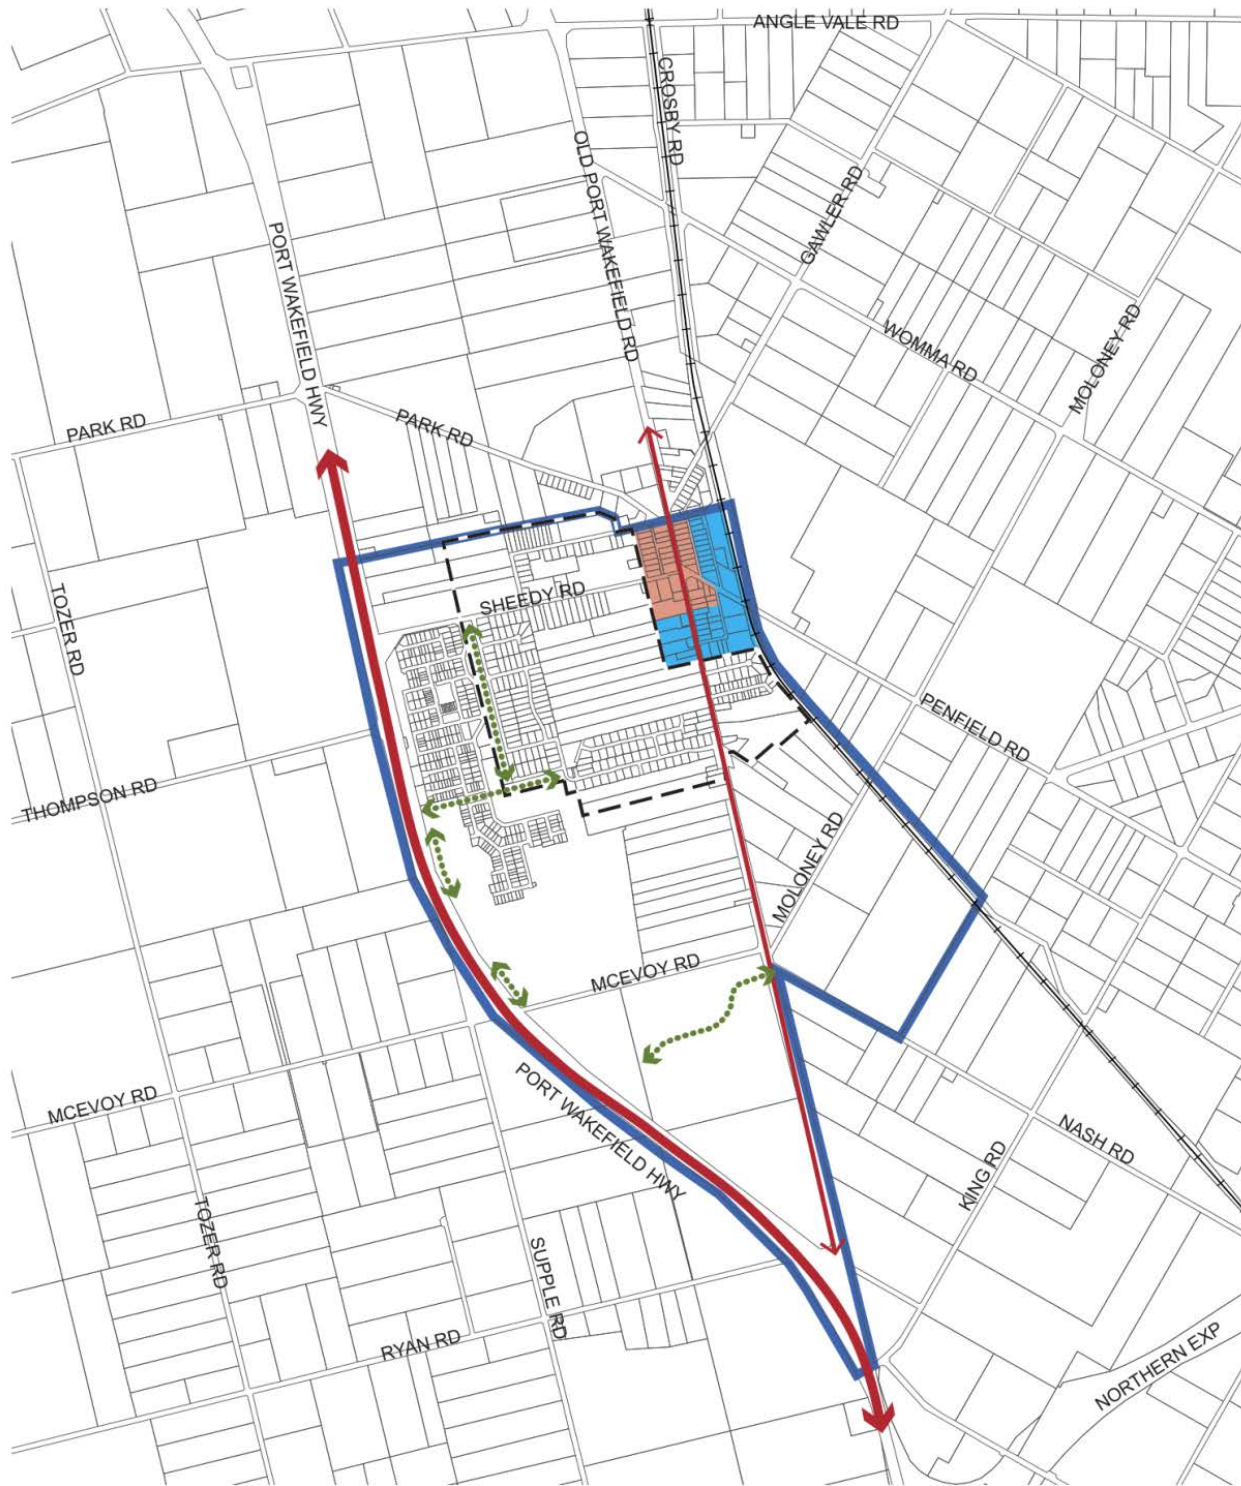 ANGLE VALE RD
CROSBY RD
OLD PORT WAKEFIELD RD
GAWLER RD
PORT WAKEFIELD HWY
WOMMA RD
MOLONEY RD
PARK RD
PARK RD
TOZER RD
SHEEDY RD
PENFIELD RD
THOMPSON RD
MOLONEY RD
MCEVOY RD
MCEVOY RD
PORT WAKEFIELD HWY
NASH RD
KING RD
TOZER RD
SUPPLE RD
RYAN RD
NORTHERN EXP